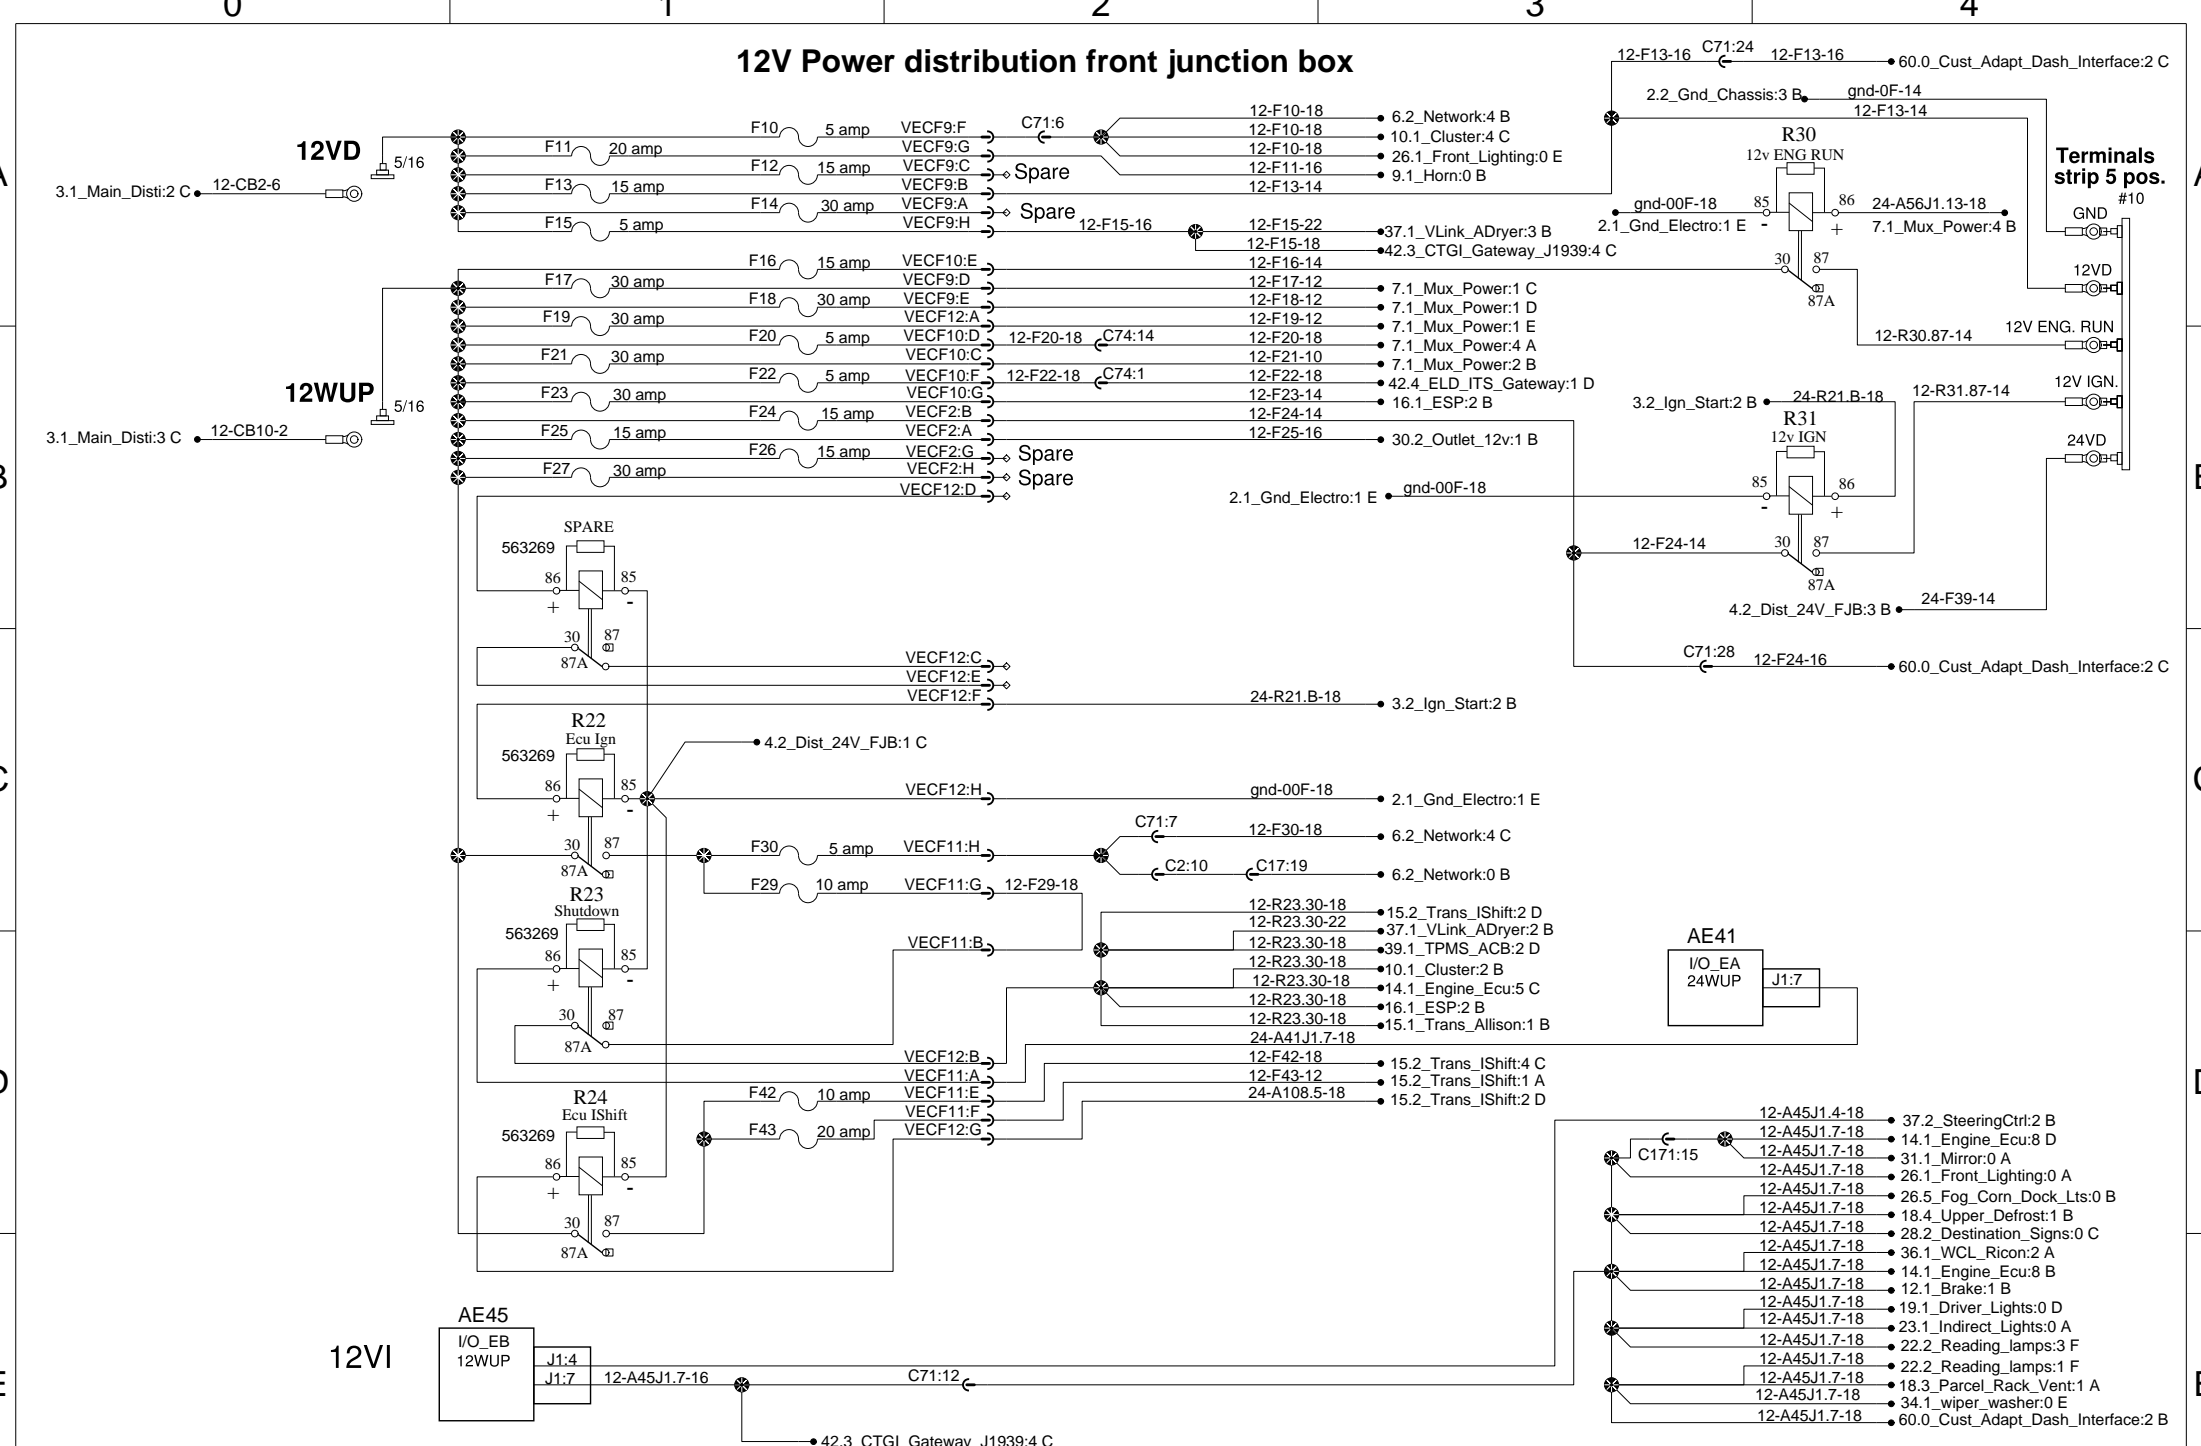 0 1 2 3 4
12V Power distribution front junction box
12-F13-16 C71:24 12-F13-16 60.0_Cust_Adapt_Dash_Interface:2 C
2.2_Gnd_Chassis:3 B gnd-0F-14
12-F13-14
A
12VD 5/16
3.1_Main_Disti:2 C 12-CB2-6
F10 5 amp VECF9:F C71:6 12-F10-18 6.2_Network:4 B
12-F10-18 10.1_Cluster:4 C
12-F10-18 26.1_Front_Lighting:0 E
F11 20 amp VECF9:G 12-F11-16 9.1_Horn:0 B
F12 15 amp VECF9:C Spare
F13 15 amp VECF9:B 12-F13-14
F14 30 amp VECF9:A Spare
F15 5 amp VECF9:H 12-F15-16 12-F15-22 37.1_VLink_ADryer:3 B
12-F15-18 42.3_CTGI_Gateway_J1939:4 C
R30
12v ENG RUN
gnd-00F-18 85 86 24-A56J1.13-18
2.1_Gnd_Electro:1 E - + 7.1_Mux_Power:4 B
30 87
87A
Terminals
strip 5 pos.
#10
GND
12VD
12V ENG. RUN
12-R30.87-14
12V IGN.
12-R31.87-14
24VD
F16 15 amp VECF10:E 12-F16-14
F17 30 amp VECF9:D 12-F17-12 7.1_Mux_Power:1 C
F18 30 amp VECF9:E 12-F18-12 7.1_Mux_Power:1 D
F19 30 amp VECF12:A 12-F19-12 7.1_Mux_Power:1 E
F20 5 amp VECF10:D 12-F20-18 C74:14 12-F20-18 7.1_Mux_Power:4 A
F21 30 amp VECF10:C 12-F21-10 7.1_Mux_Power:2 B
F22 5 amp VECF10:F 12-F22-18 C74:1 12-F22-18 42.4_ELD_ITS_Gateway:1 D
F23 30 amp VECF10:G 12-F23-14 16.1_ESP:2 B
F24 15 amp VECF2:B 12-F24-14
F25 15 amp VECF2:A 12-F25-16 30.2_Outlet_12v:1 B
F26 15 amp VECF2:G Spare
F27 30 amp VECF2:H Spare
VECF12:D
12WUP 5/16
3.1_Main_Disti:3 C 12-CB10-2
B
3.2_Ign_Start:2 B 24-R21.B-18
R31
12v IGN
2.1_Gnd_Electro:1 E gnd-00F-18 85 86
- +
12-F24-14 30 87
87A
4.2_Dist_24V_FJB:3 B 24-F39-14
C71:28 12-F24-16 60.0_Cust_Adapt_Dash_Interface:2 C
SPARE
563269
86 85
+ -
30 87
87A
VECF12:C
VECF12:E
VECF12:F 24-R21.B-18 3.2_Ign_Start:2 B
R22
Ecu Ign
563269
4.2_Dist_24V_FJB:1 C
C
86 85 VECF12:H gnd-00F-18 2.1_Gnd_Electro:1 E
+ -
C71:7 12-F30-18 6.2_Network:4 C
30 87 F30 5 amp VECF11:H
87A
C2:10 C17:19 6.2_Network:0 B
F29 10 amp VECF11:G 12-F29-18
R23
Shutdown
563269
86 85
+ -
30 87
87A
VECF11:B
12-R23.30-18 15.2_Trans_IShift:2 D
12-R23.30-22 37.1_VLink_ADryer:2 B
12-R23.30-18 39.1_TPMS_ACB:2 D
12-R23.30-18 10.1_Cluster:2 B
12-R23.30-18 14.1_Engine_Ecu:5 C
12-R23.30-18 16.1_ESP:2 B
12-R23.30-18 15.1_Trans_Allison:1 B
24-A41J1.7-18
AE41
I/O_EA
24WUP J1:7
D
VECF12:B 12-F42-18 15.2_Trans_IShift:4 C
VECF11:A 12-F43-12 15.2_Trans_IShift:1 A
F42 10 amp VECF11:E 24-A108.5-18 15.2_Trans_IShift:2 D
VECF11:F
F43 20 amp VECF12:G
R24
Ecu IShift
563269
86 85
+ -
30 87
87A
12-A45J1.4-18 37.2_SteeringCtrl:2 B
12-A45J1.7-18 14.1_Engine_Ecu:8 D
C171:15 12-A45J1.7-18 31.1_Mirror:0 A
12-A45J1.7-18 26.1_Front_Lighting:0 A
12-A45J1.7-18 26.5_Fog_Corn_Dock_Lts:0 B
12-A45J1.7-18 18.4_Upper_Defrost:1 B
12-A45J1.7-18 28.2_Destination_Signs:0 C
12-A45J1.7-18 36.1_WCL_Ricon:2 A
12-A45J1.7-18 14.1_Engine_Ecu:8 B
12-A45J1.7-18 12.1_Brake:1 B
12-A45J1.7-18 19.1_Driver_Lights:0 D
12-A45J1.7-18 23.1_Indirect_Lights:0 A
12-A45J1.7-18 22.2_Reading_lamps:3 F
12-A45J1.7-18 22.2_Reading_lamps:1 F
12-A45J1.7-18 18.3_Parcel_Rack_Vent:1 A
12-A45J1.7-18 34.1_wiper_washer:0 E
12-A45J1.7-18 60.0_Cust_Adapt_Dash_Interface:2 B
E
12VI
AE45
I/O_EB
12WUP J1:4
J1:7 12-A45J1.7-16 C71:12
42.3_CTGI_Gateway_J1939:4 C